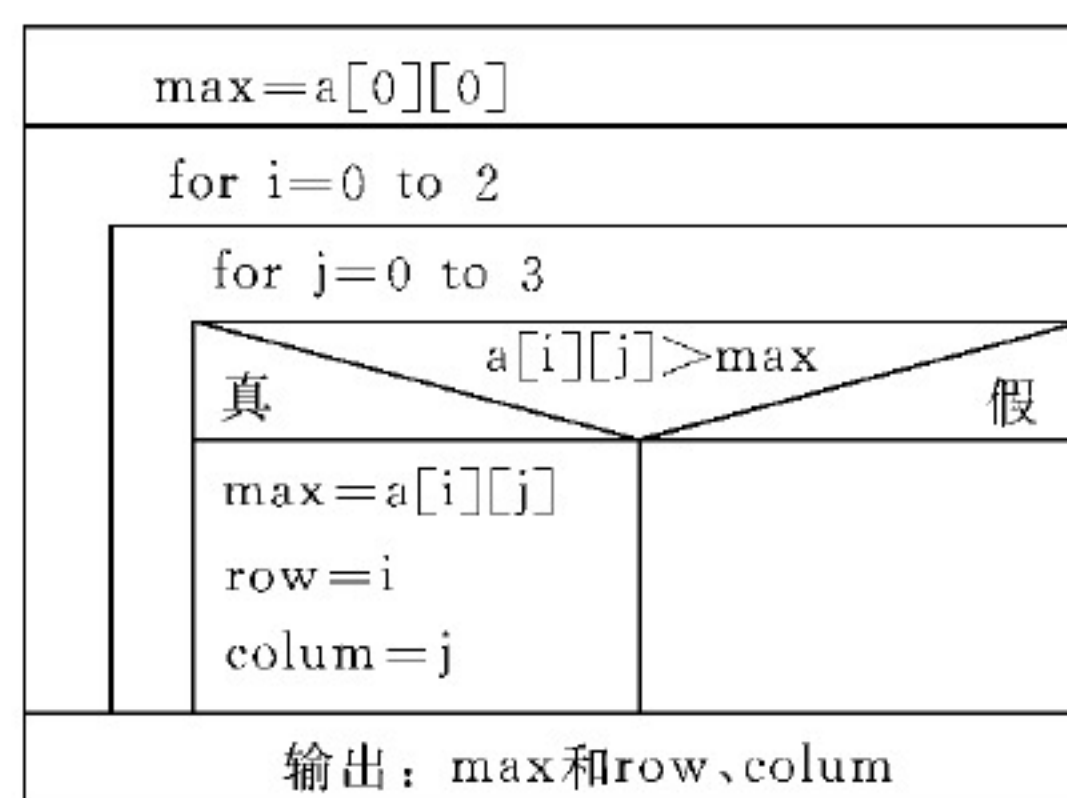 max=a[0][0]
for i=0 to 2
for j=0 to 3
a[i][j]>max
真
假
max=a[i][j]
row=i
colum=j
输出：max和row、colum